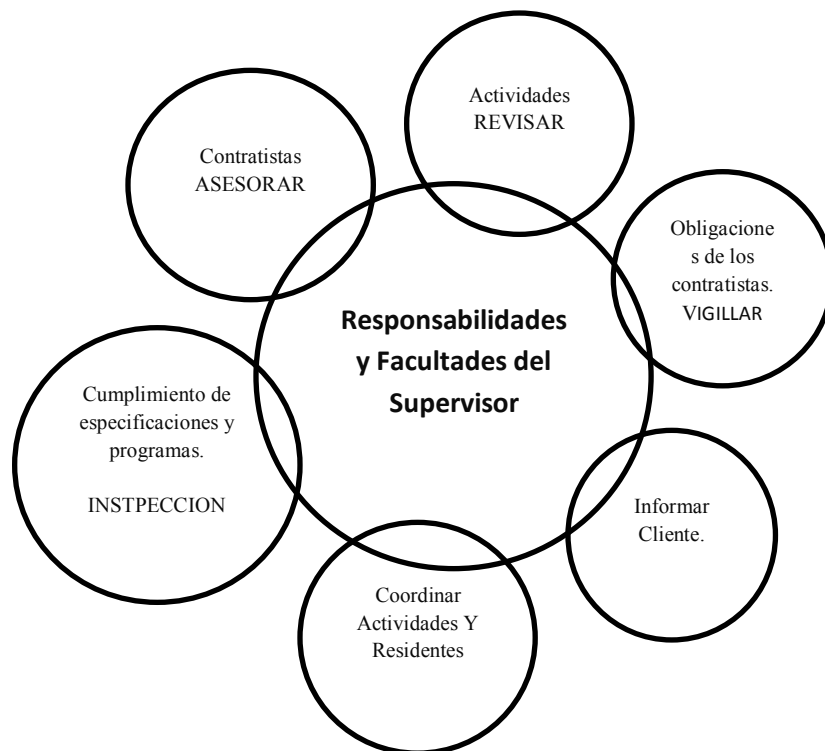 Actividades
REVISAR
Contratistas
ASESORAR
Obligacione
s de los
contratistas.
VIGILLAR
Responsabilidades
y Facultades del
Supervisor
Cumplimiento de
especificaciones y
programas.
INSTPECCION
Informar
Cliente.
Coordinar
Actividades Y
Residentes